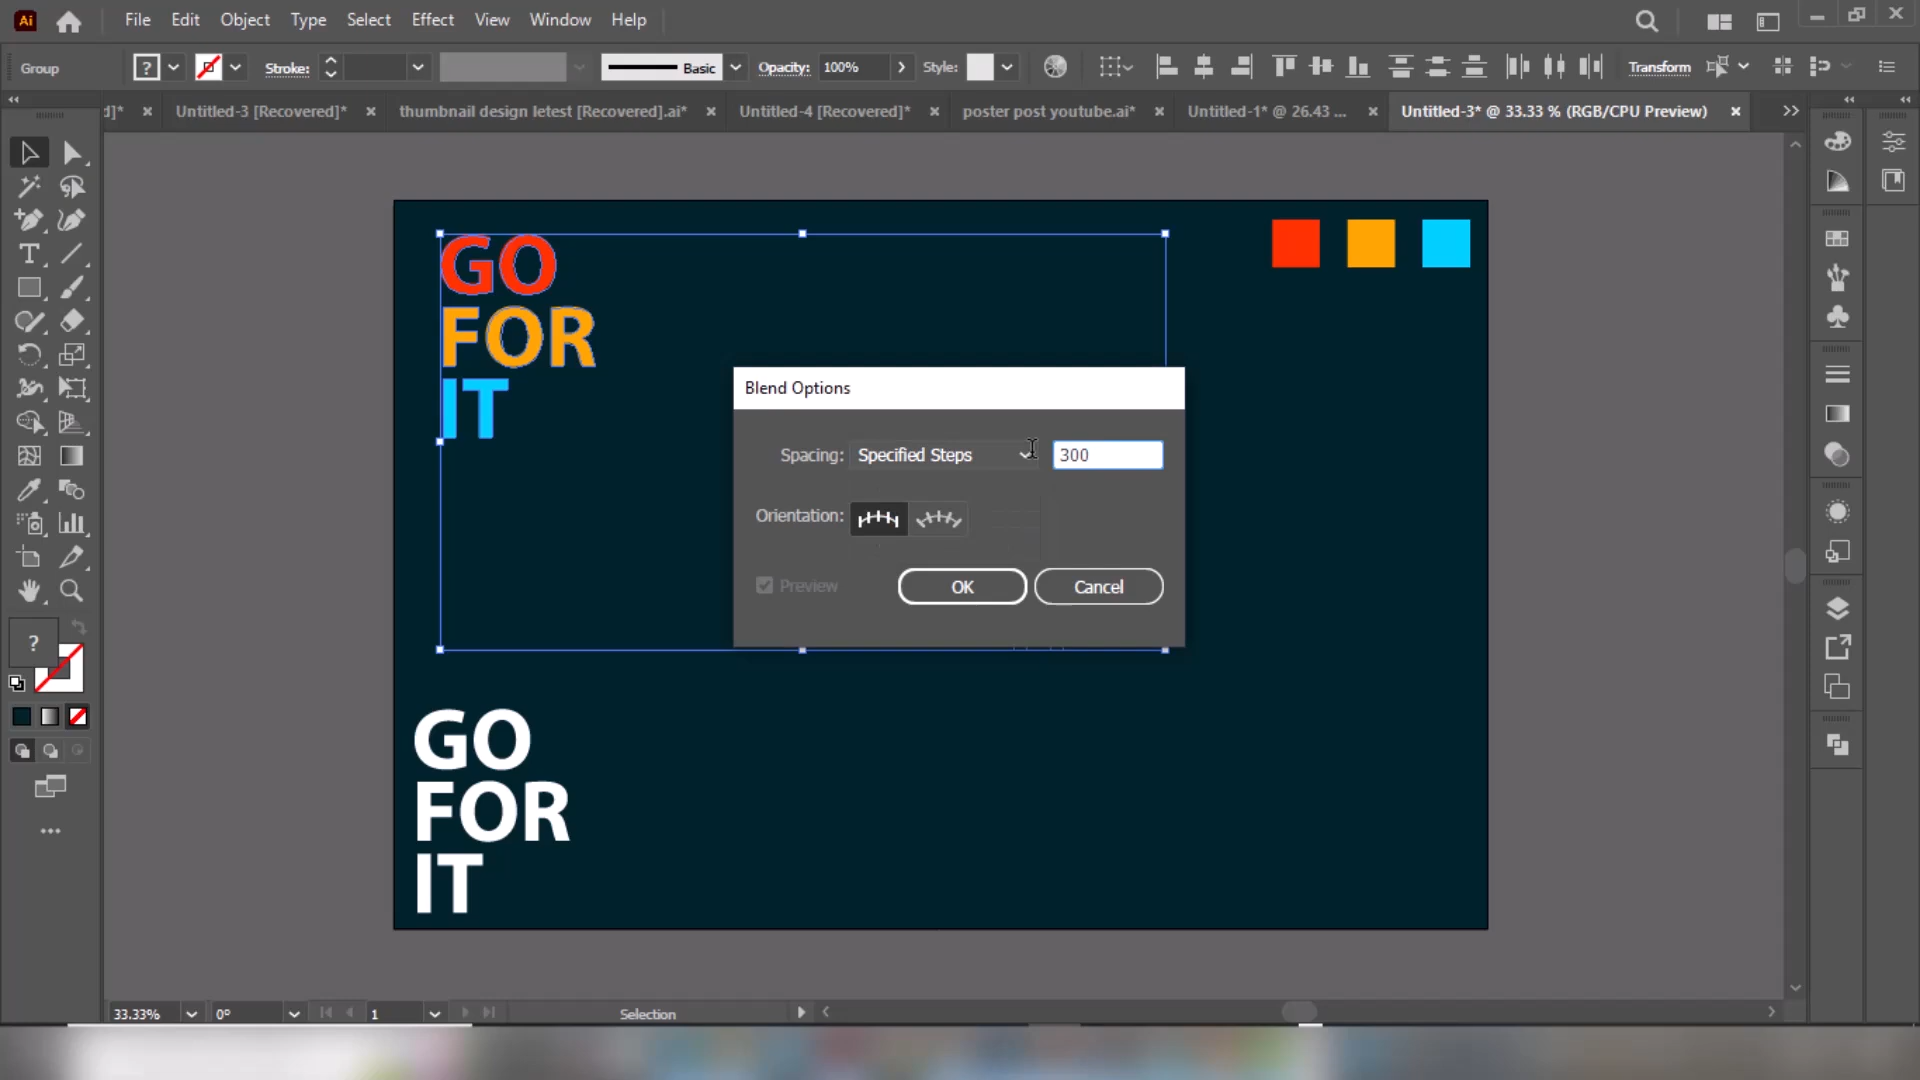 Ai File Edit Object Type Select Effect View Window Help
Group ? Stroke: Basic Opacity: 100% Style: Transform
d]* × Untitled-3 [Recovered]* × thumbnail design letest [Recovered].ai* × Untitled-4 [Recovered]* × poster post youtube.ai* × Untitled-1* @ 26.43 ... × Untitled-3* @ 33.33 % (RGB/CPU Preview) ×
GO
FOR
IT
Blend Options
Spacing: Specified Steps 300
Orientation:
Preview OK Cancel
?
GO
FOR
IT
33.33% 0° 1 Selection